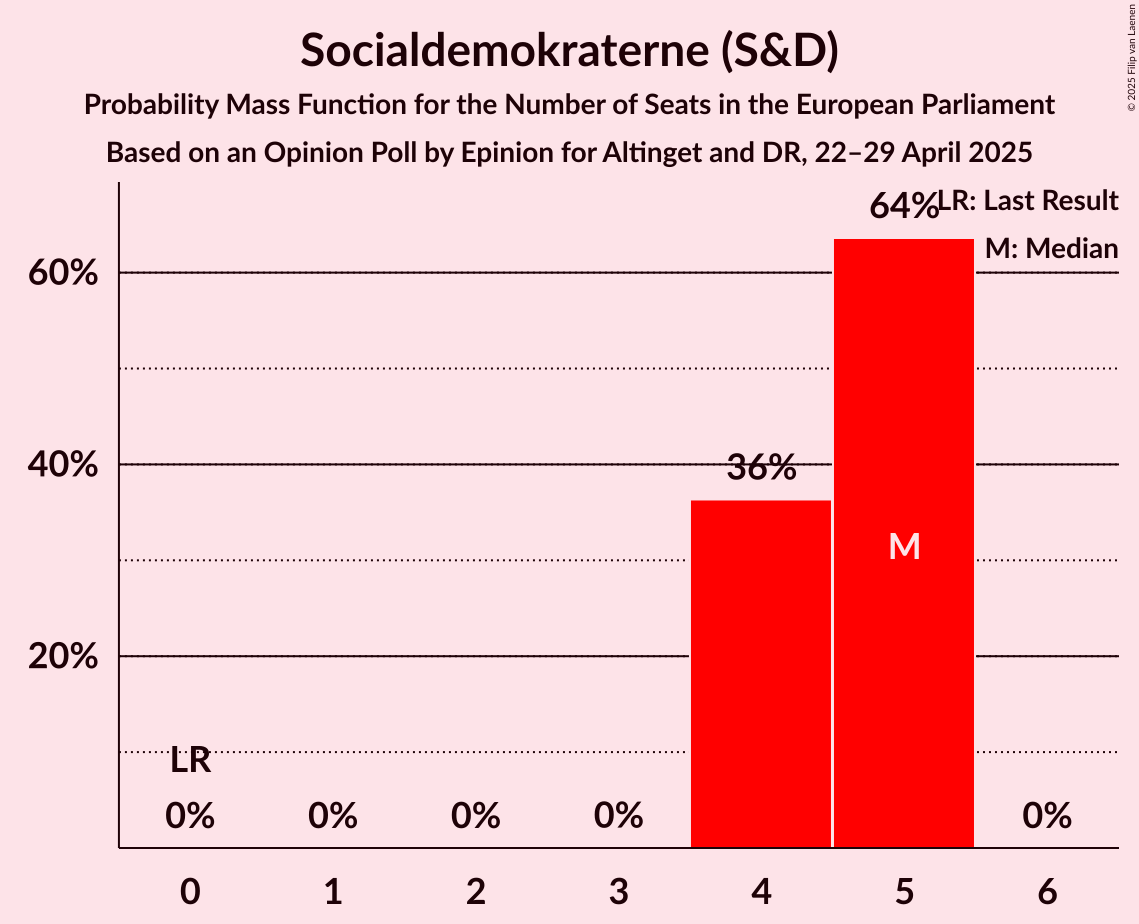 Socialdemokraterne (S&D)
Probability Mass Function for the Number of Seats in the European Parliament
Based on an Opinion Poll by Epinion for Altinget and DR, 22–29 April 2025
© 2025 Filip van Laenen
LR: Last Result
M: Median
60%
40%
20%
64%
36%
M
LR
0%
0%
0%
0%
0%
0
1
2
3
4
5
6